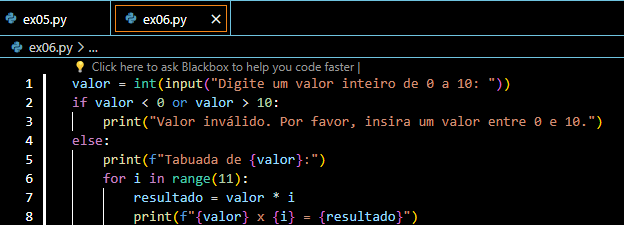 ex05.py ex06.py ×
ex06.py > ...
Click here to ask Blackbox to help you code faster |
1 valor = int(input("Digite um valor inteiro de 0 a 10: "))
2 if valor < 0 or valor > 10:
3 print("Valor inválido. Por favor, insira um valor entre 0 e 10.")
4 else:
5 print(f"Tabuada de {valor}:")
6 for i in range(11):
7 resultado = valor * i
8 print(f"{valor} x {i} = {resultado}")